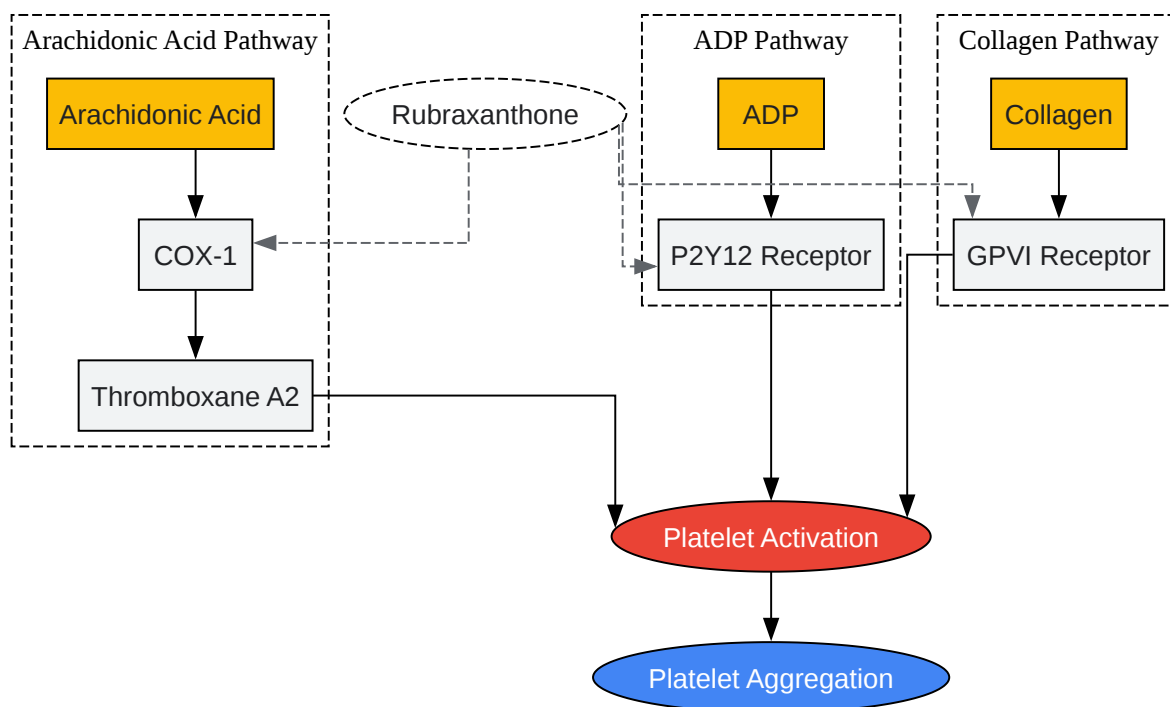 Arachidonic Acid Pathway
ADP Pathway
Collagen Pathway
Arachidonic Acid
Rubraxanthone
ADP
Collagen
COX-1
P2Y12 Receptor
GPVI Receptor
Thromboxane A2
Platelet Activation
Platelet Aggregation